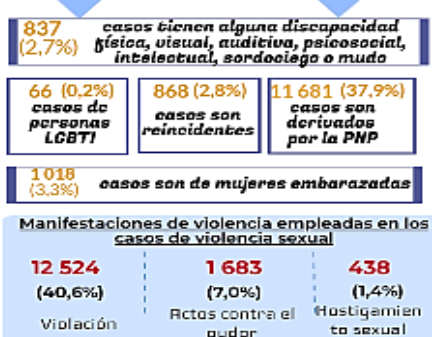 837
(2,7%)
casos tienen alguna discapacidad
física, visual, auditiva, psicosocial,
intelectual, sordociego o mudo
66 (0,2%)
casos de
personas
LGBTI
868 (2,8%)
casos son
reincidentes
11 681 (37,9%)
casos son
derivados
por la PNP
1 018
(3,3%)
casos son de mujeres embarazadas
Manifestaciones de violencia empleadas en los
casos de violencia sexual
12 524
(40,6%)
Violación
1 683
(7,0%)
Actos contra el
pudor
438
(1,4%)
Hostigamien
to sexual